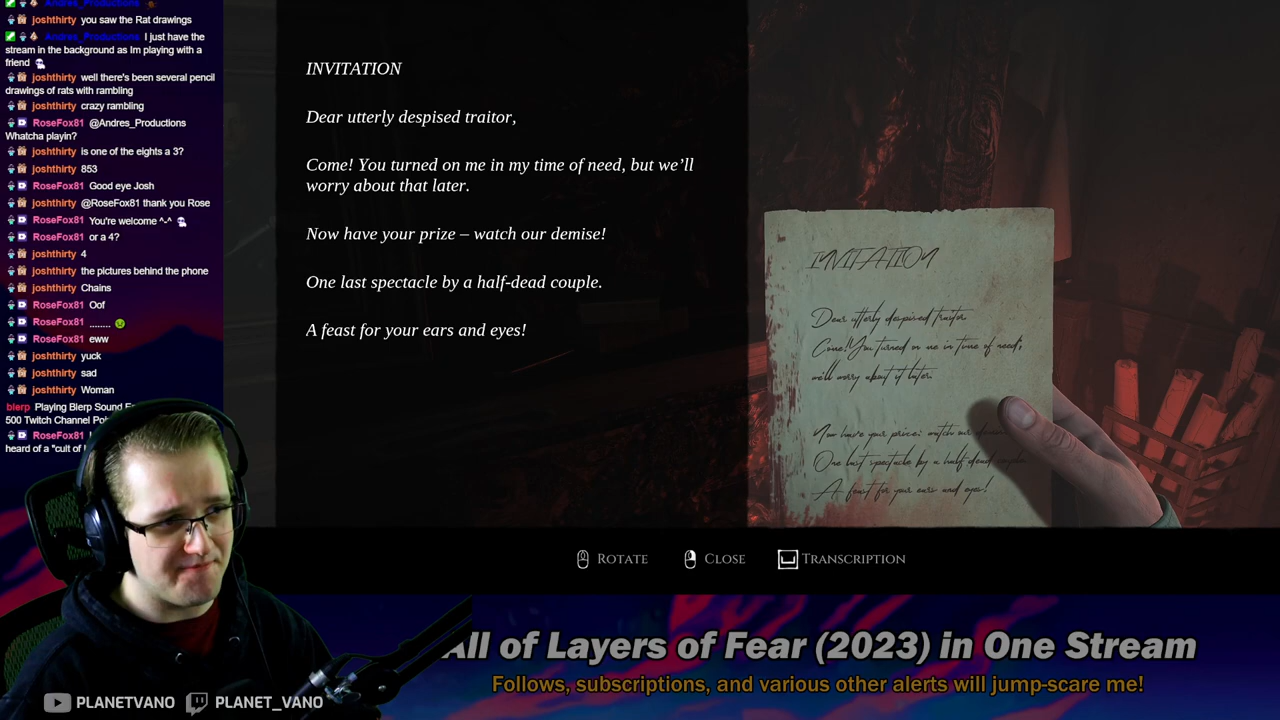 Andres_Productions
joshthirty you saw the Rat drawings
Andres_Productions I just have the
stream in the background as Im playing with a
friend
joshthirty well there's been several pencil
drawings of rats with rambling
joshthirty crazy rambling
RoseFox81 @Andres_Productions
Whatcha playin?
joshthirty is one of the eights a 3?
joshthirty 853
RoseFox81 Good eye Josh
joshthirty @RoseFox81 thank you Rose
RoseFox81 You're welcome ^-^
RoseFox81 or a 4?
joshthirty 4
joshthirty the pictures behind the phone
joshthirty Chains
RoseFox81 Oof
RoseFox81 ........
RoseFox81 eww
joshthirty yuck
joshthirty sad
joshthirty Woman
blerp Playing Blerp Sound
500 Twitch Channel
RoseFox81
heard of a "cult of
INVITATION
Dear utterly despised traitor,
Come! You turned on me in my time of need, but we’ll
worry about that later.
Now have your prize – watch our demise!
One last spectacle by a half-dead couple.
A feast for your ears and eyes!
INVITATION
Dear utterly despised traitor
Come! You turned on me in time of need,
we'll worry about it later.
Now have your prize: watch our
One last spectacle by a half-dead
A feast for your ears and eyes!
ROTATE
CLOSE
TRANSCRIPTION
All of Layers of Fear (2023) in One Stream
Follows, subscriptions, and various other alerts will jump-scare me!
PLANETVANO PLANET_VANO